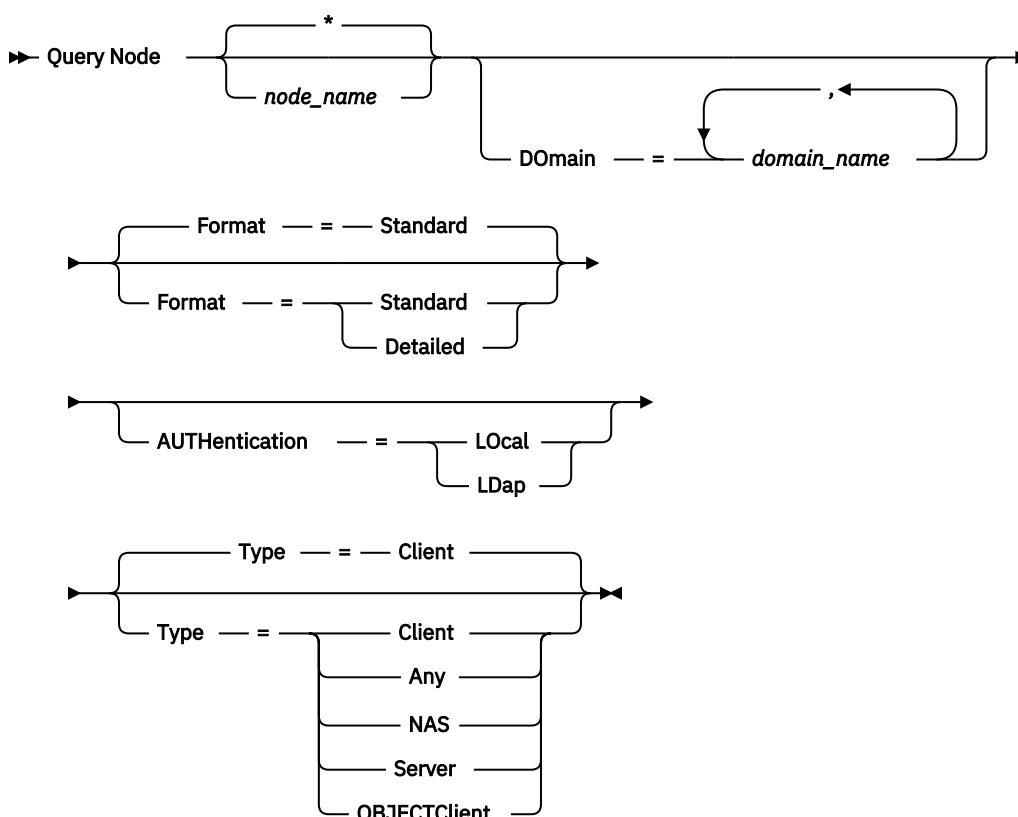 *
Query Node
node_name
,
DOmain = domain_name
Format = Standard
Format = Standard
Detailed
AUTHentication = LOcal
LDap
Type = Client
Type = Client
Any
NAS
Server
OBJECTClient